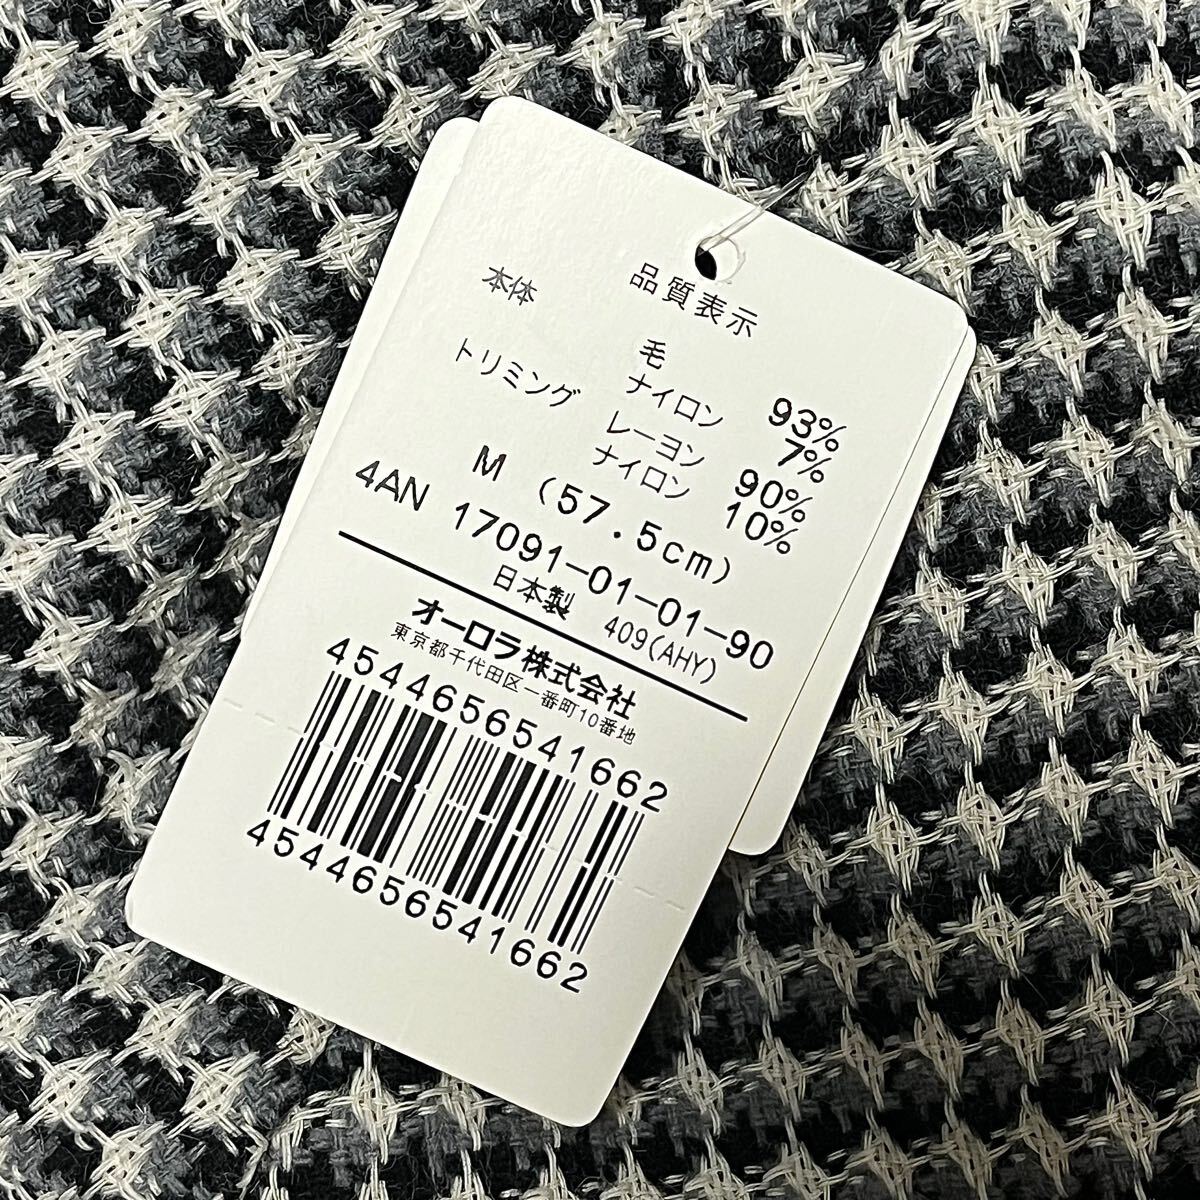 品質表示
本体 毛 93%
ナイロン 7%
トリミング レーヨン 90%
ナイロン 10%
M (57.5cm)
4AN 17091-01-01-90
日本製 409(AHY)
オーロラ株式会社
東京都千代田区一番町10番地
4544656541662
4544656541662